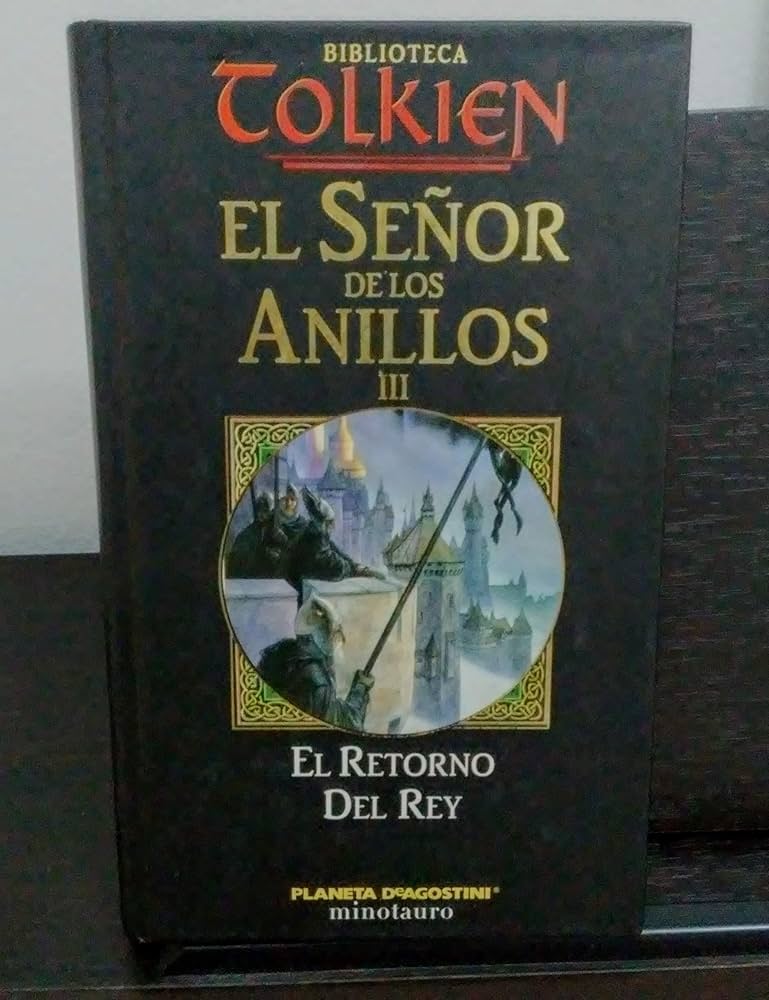 BIBLIOTECA
TOLKIEN
EL SEÑOR
DE LOS
ANILLOS
III
EL RETORNO
DEL REY
PLANETA DeAGOSTINI®
minotauro